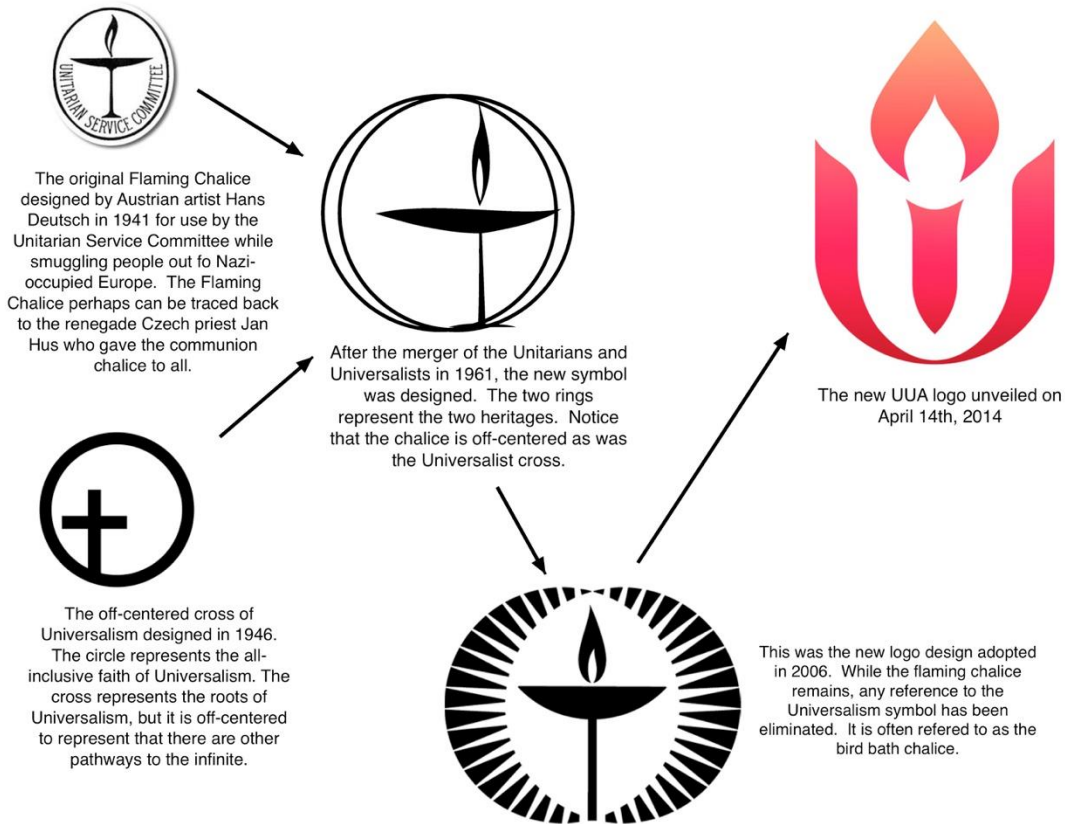 UNITARIAN SERVICE COMMITTEE
The original Flaming Chalice
designed by Austrian artist Hans
Deutsch in 1941 for use by the
Unitarian Service Committee while
smuggling people out fo Nazi-
occupied Europe.  The Flaming
Chalice perhaps can be traced back
to the renegade Czech priest Jan
Hus who gave the communion
chalice to all.
The off-centered cross of
Universalism designed in 1946.
The circle represents the all-
inclusive faith of Universalism. The
cross represents the roots of
Universalism, but it is off-centered
to represent that there are other
pathways to the infinite.
After the merger of the Unitarians and
Universalists in 1961, the new symbol
was designed.  The two rings
represent the two heritages.  Notice
that the chalice is off-centered as was
the Universalist cross.
This was the new logo design adopted
in 2006.  While the flaming chalice
remains, any reference to the
Universalism symbol has been
eliminated.  It is often refered to as the
bird bath chalice.
The new UUA logo unveiled on
April 14th, 2014